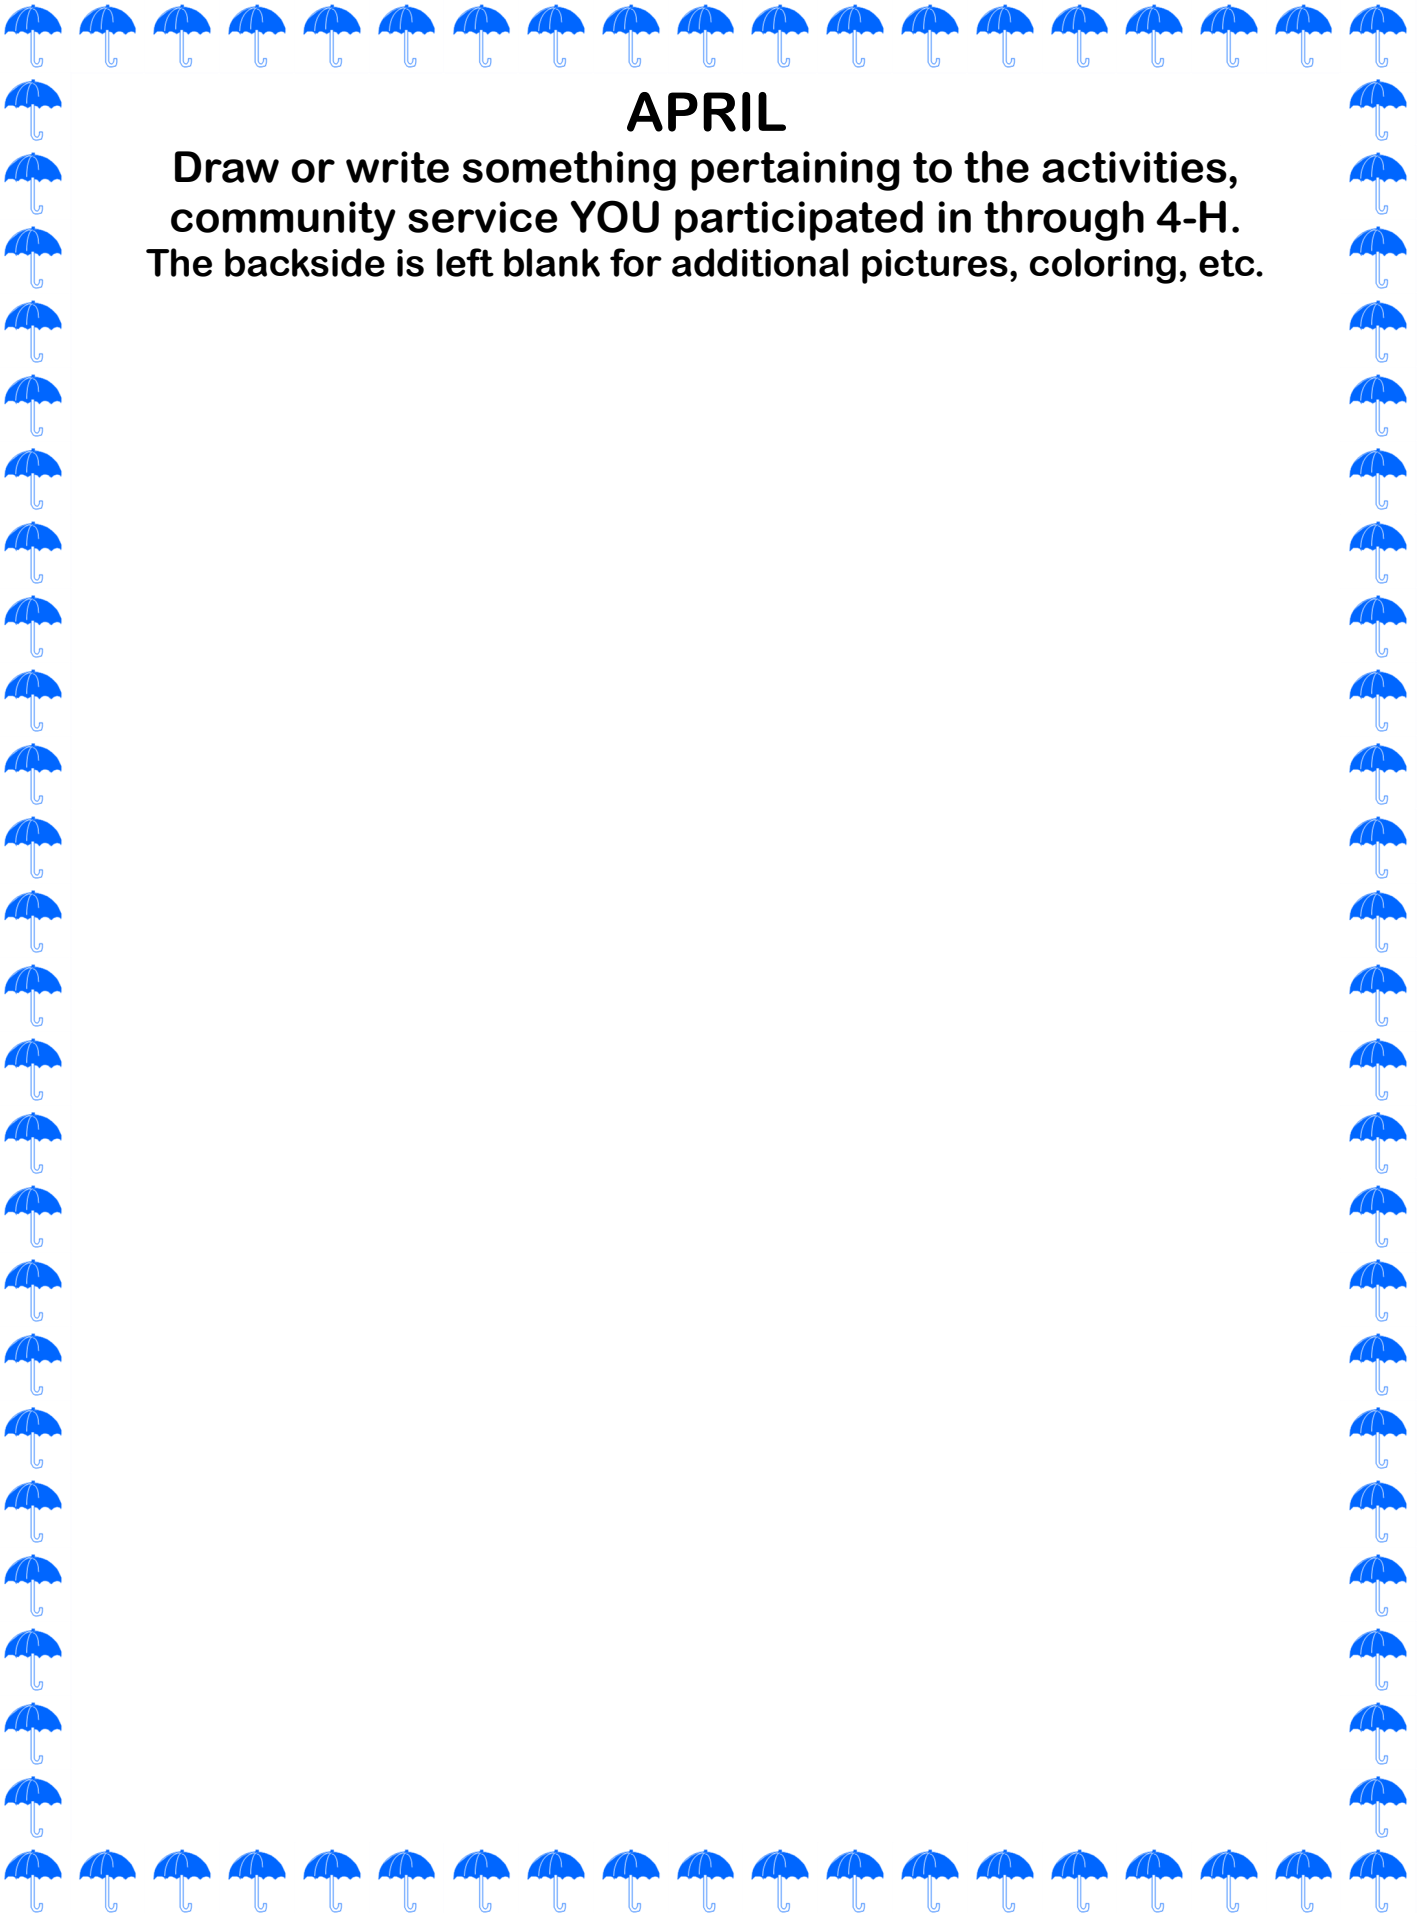 APRIL
Draw or write something pertaining to the activities,
community service YOU participated in through 4-H.
The backside is left blank for additional pictures, coloring, etc.